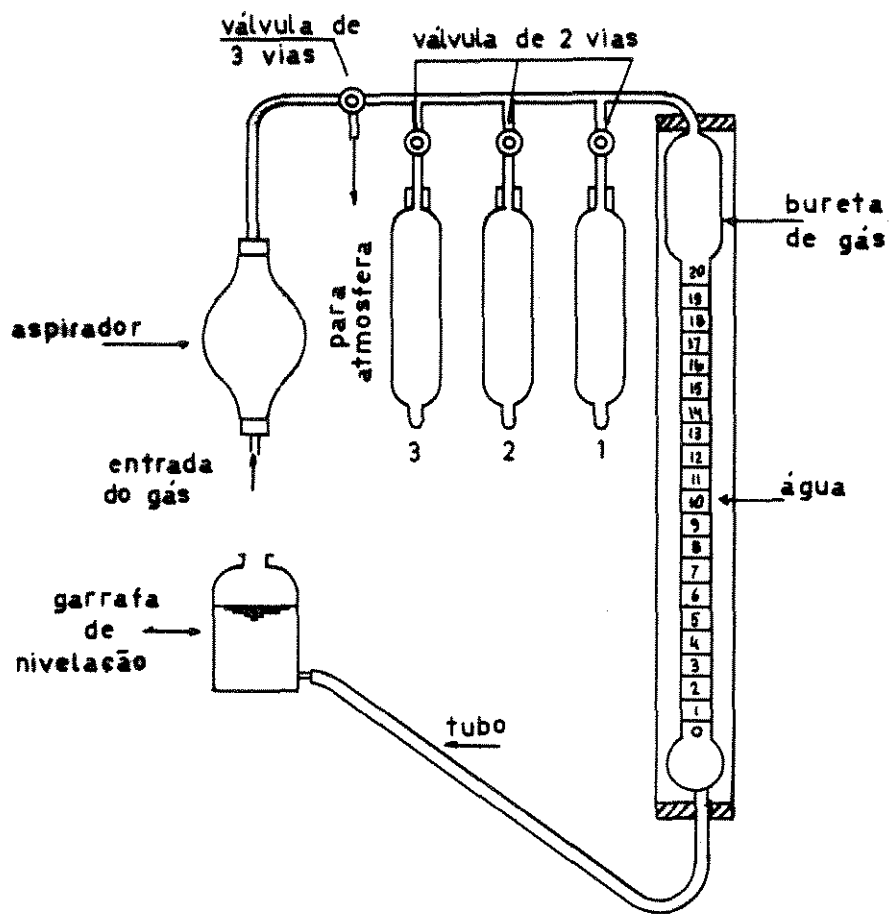 válvula de
3 vias
válvula de 2 vias
bureta
de gás
aspirador
para
atmosfera
3
2
1
entrada
do gás
água
garrafa
de
nivelação
tubo
20
19
18
17
16
15
14
13
12
11
10
9
8
7
6
5
4
3
2
1
0